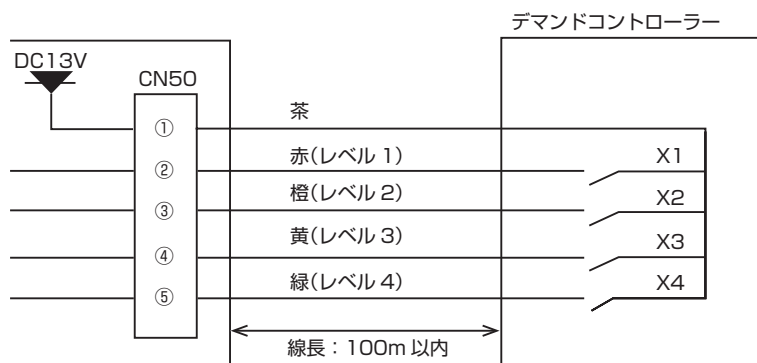 デマンドコントローラー
DC13V
CN50
① 茶
② 赤(レベル 1) X1
③ 橙(レベル 2) X2
④ 黄(レベル 3) X3
⑤ 緑(レベル 4) X4
線長:100m 以内